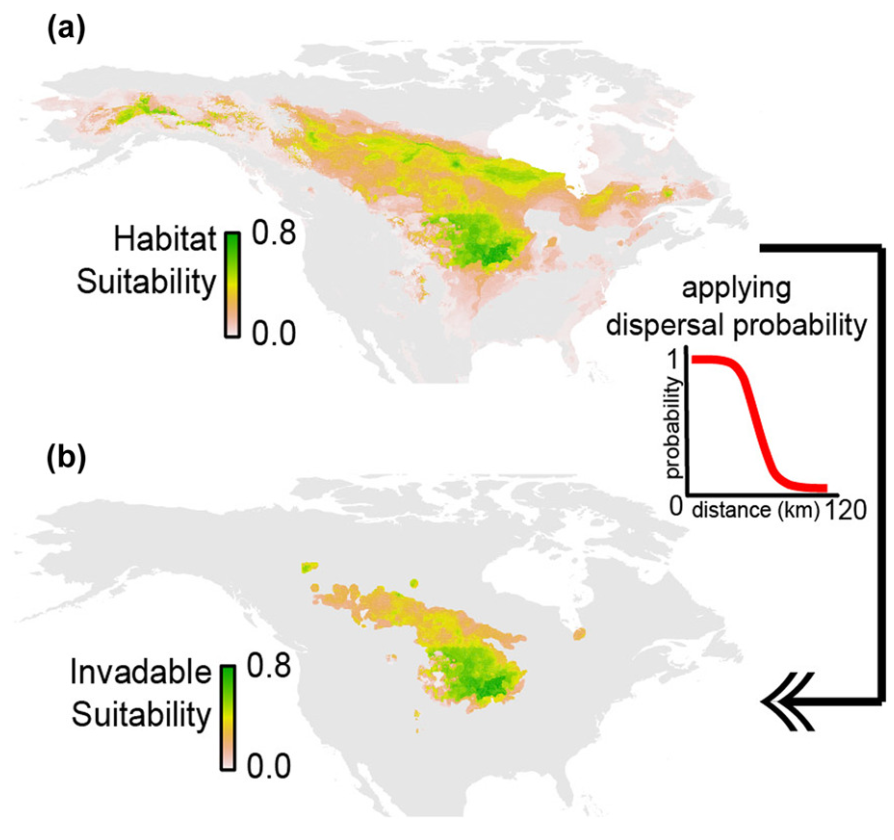 (a)
Habitat
Suitability
0.8
0.0
applying
dispersal probability
1
probability
0
distance (km)
120
(b)
Invadable
Suitability
0.8
0.0